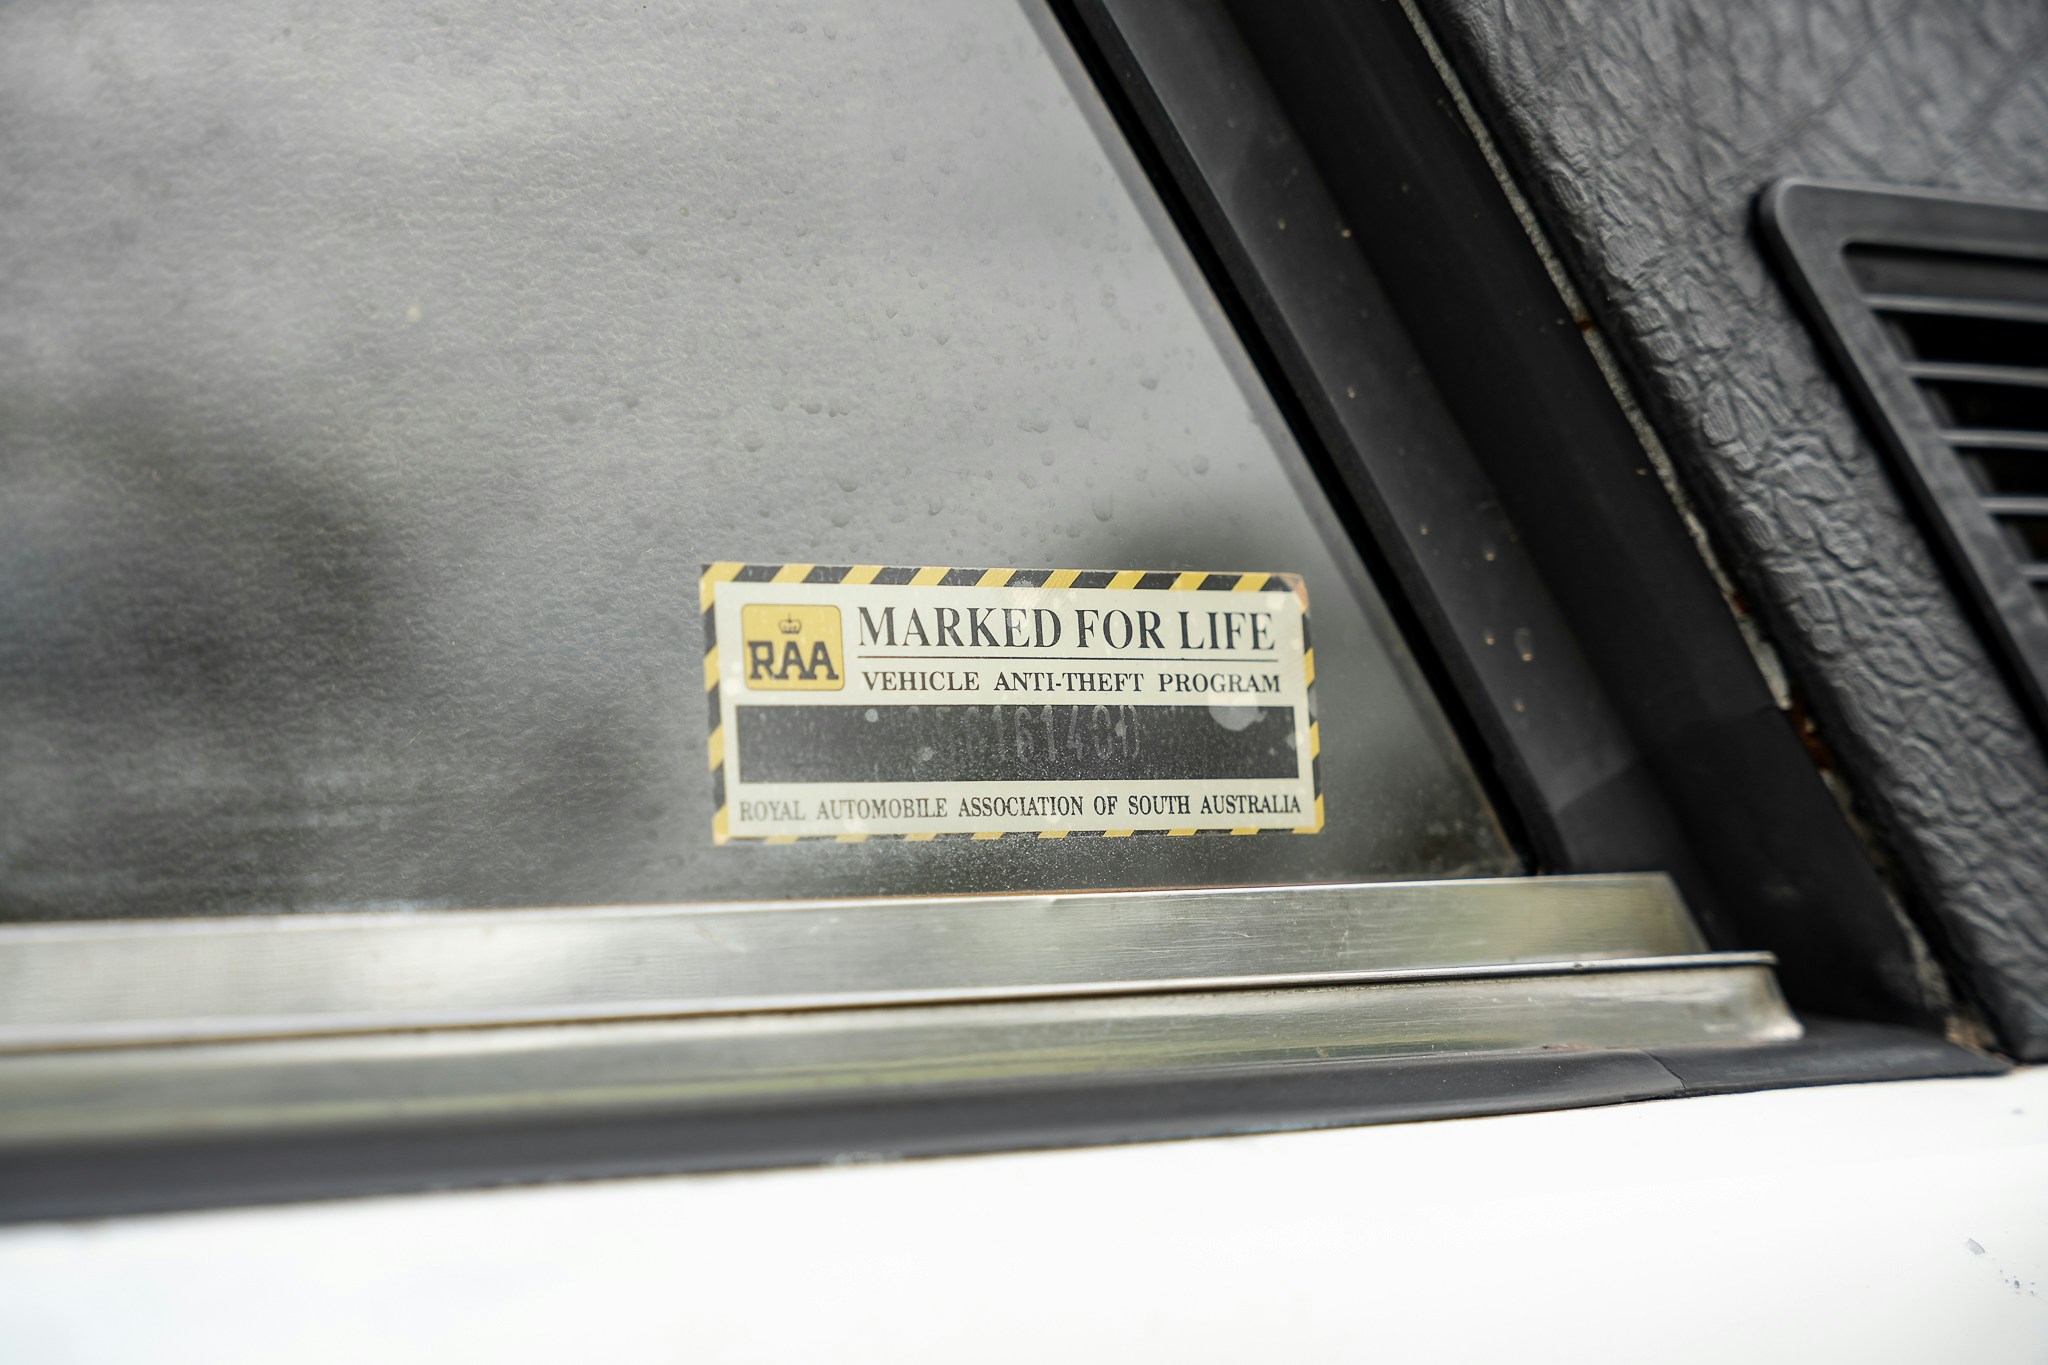 RAA
MARKED FOR LIFE
VEHICLE ANTI-THEFT PROGRAM
ROYAL AUTOMOBILE ASSOCIATION OF SOUTH AUSTRALIA